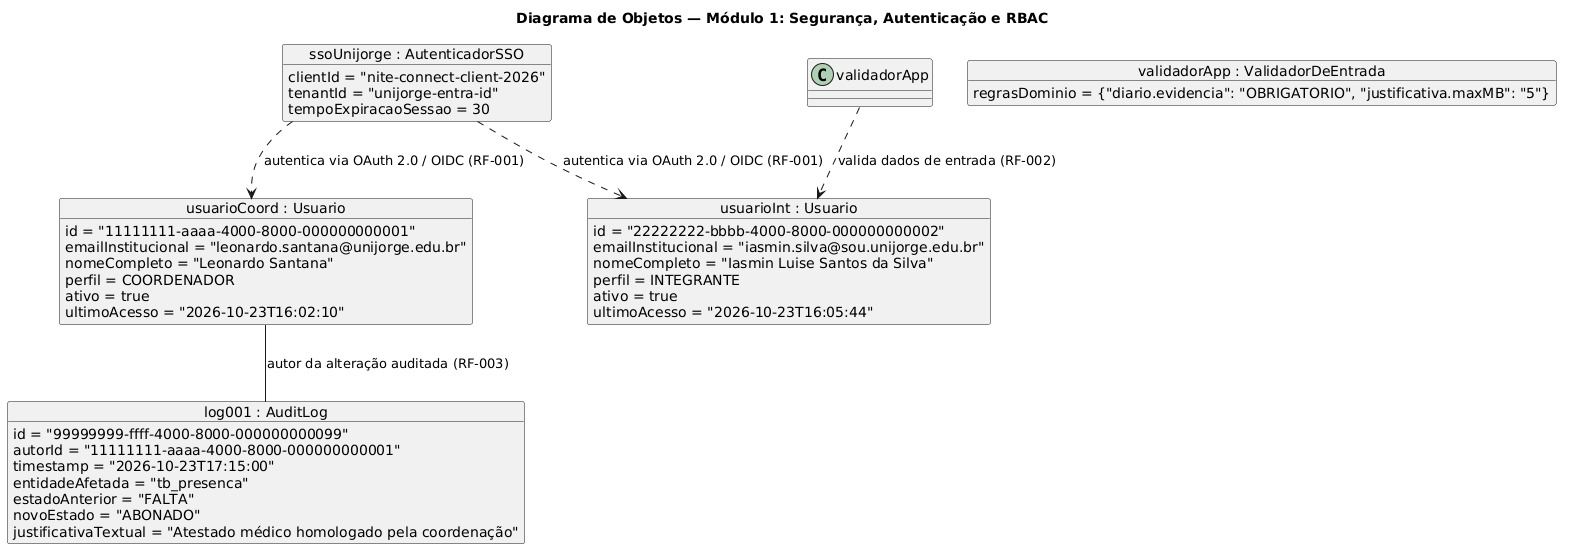 Diagrama de Objetos — Módulo 1: Segurança, Autenticação e RBAC
ssoUnijorge : AutenticadorSSO
clientId = "nite-connect-client-2026"
tenantId = "unijorge-entra-id"
tempoExpiracaoSessao = 30
C validadorApp
validadorApp : ValidadorDeEntrada
regrasDominio = {"diario.evidencia": "OBRIGATORIO", "justificativa.maxMB": "5"}
autentica via OAuth 2.0 / OIDC (RF-001)
autentica via OAuth 2.0 / OIDC (RF-001)
valida dados de entrada (RF-002)
usuarioCoord : Usuario
id = "11111111-aaaa-4000-8000-000000000001"
emailInstitucional = "leonardo.santana@unijorge.edu.br"
nomeCompleto = "Leonardo Santana"
perfil = COORDENADOR
ativo = true
ultimoAcesso = "2026-10-23T16:02:10"
usuarioInt : Usuario
id = "22222222-bbbb-4000-8000-000000000002"
emailInstitucional = "iasmin.silva@sou.unijorge.edu.br"
nomeCompleto = "Iasmin Luise Santos da Silva"
perfil = INTEGRANTE
ativo = true
ultimoAcesso = "2026-10-23T16:05:44"
autor da alteração auditada (RF-003)
log001 : AuditLog
id = "99999999-ffff-4000-8000-000000000099"
autorId = "11111111-aaaa-4000-8000-000000000001"
timestamp = "2026-10-23T17:15:00"
entidadeAfetada = "tb_presenca"
estadoAnterior = "FALTA"
novoEstado = "ABONADO"
justificativaTextual = "Atestado médico homologado pela coordenação"